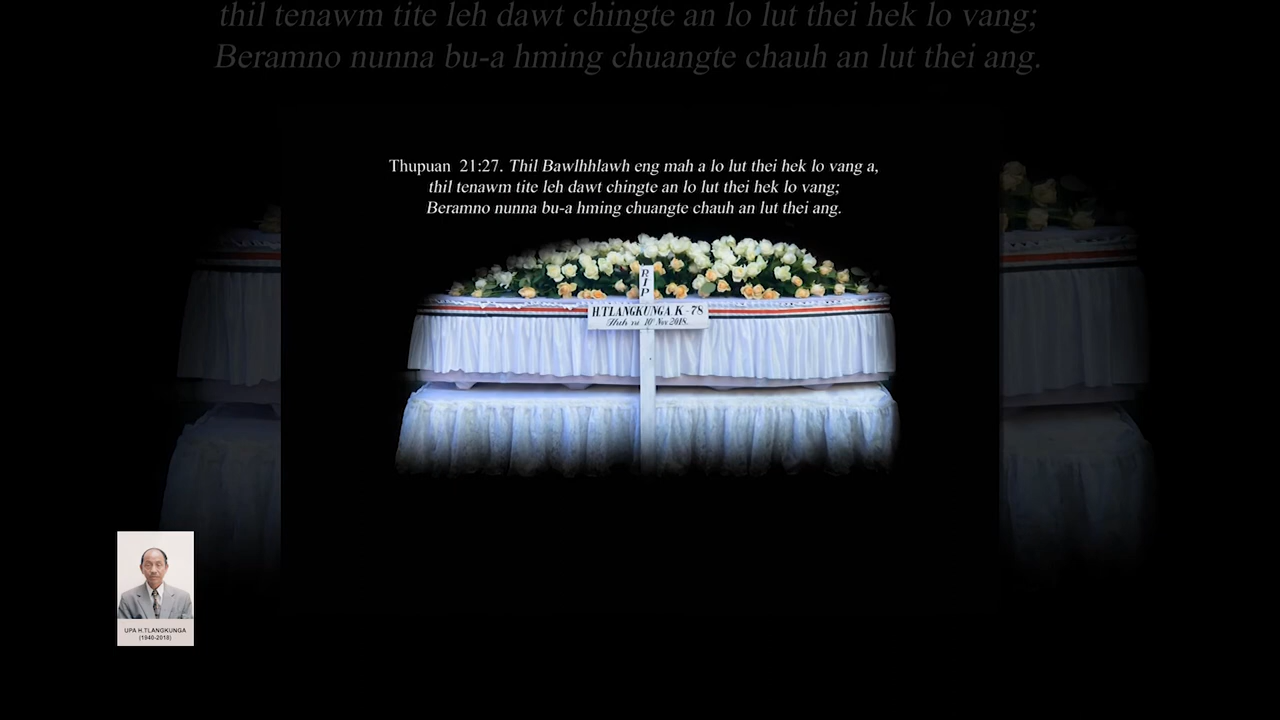 thil tenawm tite leh dawt chingte an lo lut thei hek lo vang;
Beramno nunna bu-a hming chuangte chauh an lut thei ang.
Thupuan 21:27. Thil Bawlhhlawh eng mah a lo lut thei hek lo vang a,
thil tenawm tite leh dawt chingte an lo lut thei hek lo vang;
Beramno nunna bu-a hming chuangte chauh an lut thei ang.
RIP
H.TLANGKUNGA K-78
10th Nov 2018.
UPA H.TLANGKUNGA
(1940-2018)